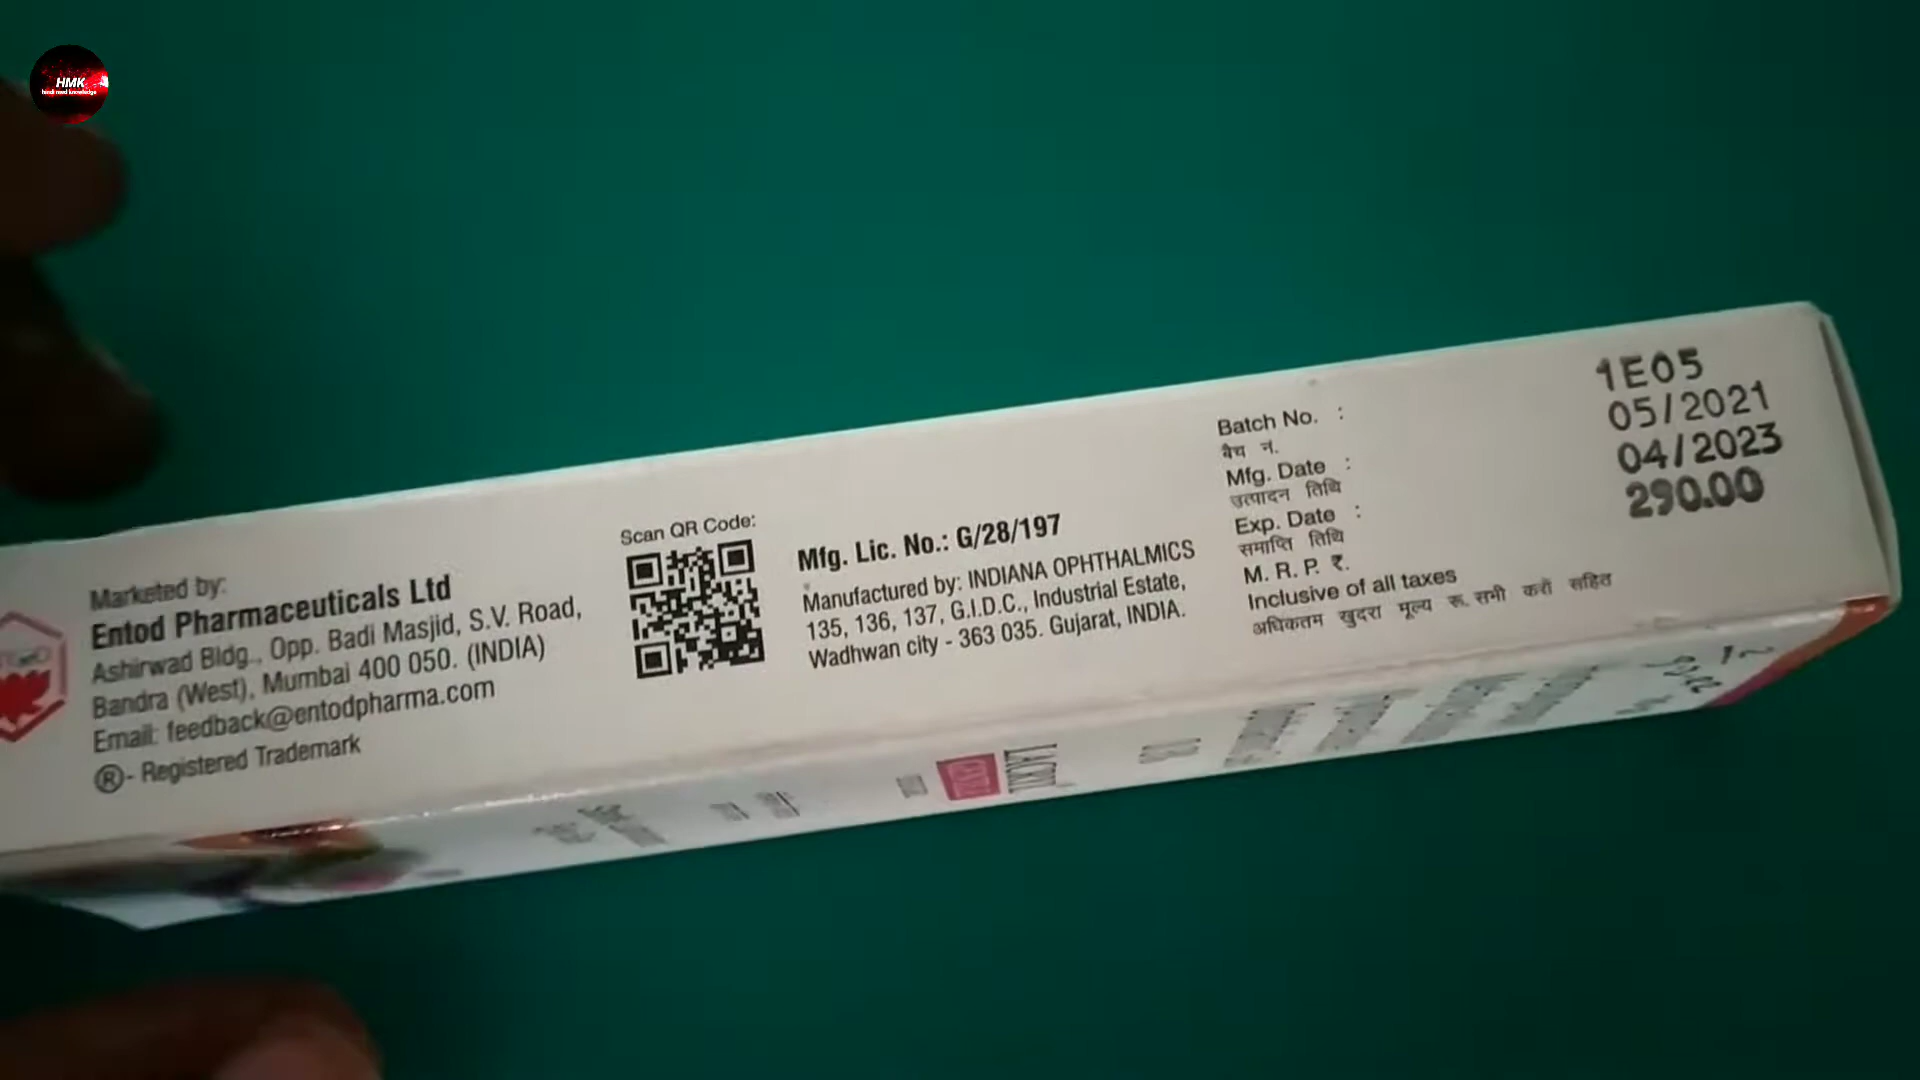 HMK
hindi med knowledge
Marketed by:
Entod Pharmaceuticals Ltd
Ashirwad Bldg., Opp. Badi Masjid, S.V. Road,
Bandra (West), Mumbai 400 050. (INDIA)
Email: feedback@entodpharma.com
®- Registered Trademark
Scan QR Code:
Mfg. Lic. No.: G/28/197
Manufactured by: INDIANA OPHTHALMICS
135, 136, 137, G.I.D.C., Industrial Estate,
Wadhwan city - 363 035. Gujarat, INDIA.
Batch No. : 1E05
बैच नं.
Mfg. Date : 05/2021
उत्पादन तिथि
Exp. Date : 04/2023
समाप्ति तिथि
M. R. P. ₹. 290.00
Inclusive of all taxes
अधिकतम खुदरा मूल्य रू. सभी करों सहित